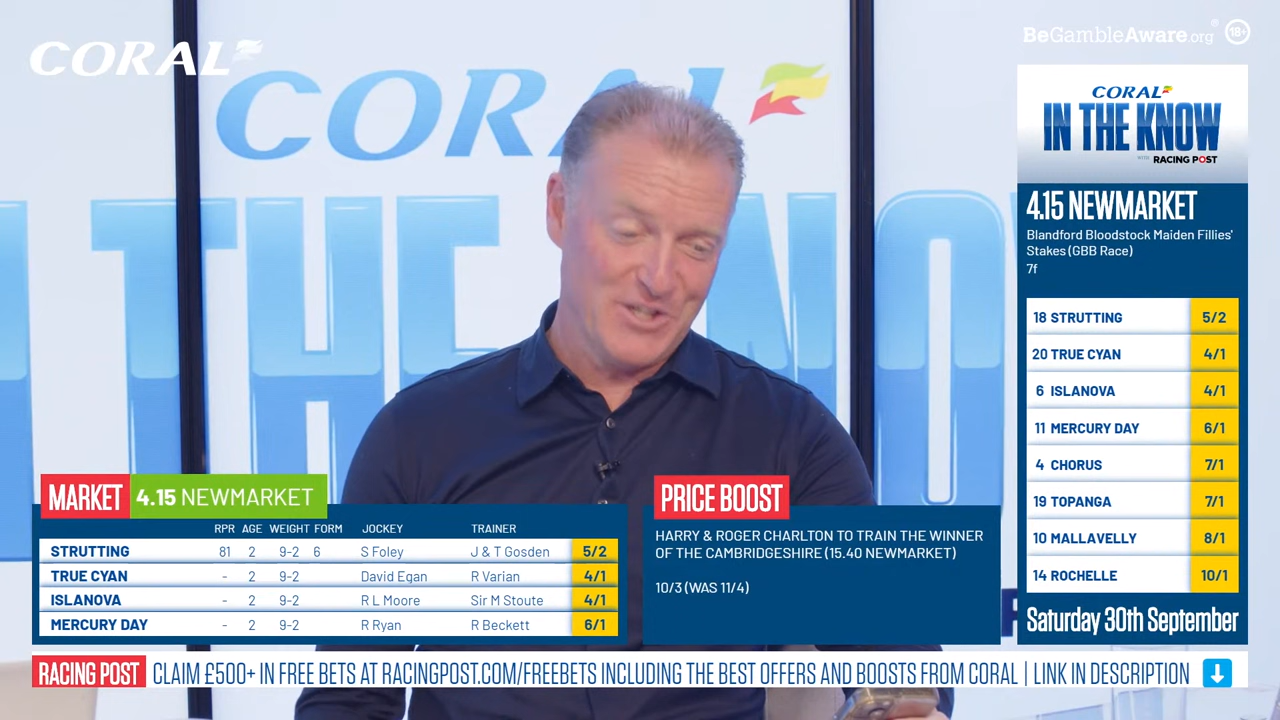 CORAL
BeGambleAware.org® 18+
CORAL
THE KNO
CORAL
IN THE KNOW
WITH RACING POST
4.15 NEWMARKET
Blandford Bloodstock Maiden Fillies'
Stakes (GBB Race)
7f
18 STRUTTING 5/2
20 TRUE CYAN 4/1
6 ISLANOVA 4/1
11 MERCURY DAY 6/1
4 CHORUS 7/1
19 TOPANGA 7/1
10 MALLAVELLY 8/1
14 ROCHELLE 10/1
Saturday 30th September
MARKET 4.15 NEWMARKET
RPR AGE WEIGHT FORM JOCKEY TRAINER
STRUTTING 81 2 9-2 6 S Foley J & T Gosden 5/2
TRUE CYAN - 2 9-2 David Egan R Varian 4/1
ISLANOVA - 2 9-2 R L Moore Sir M Stoute 4/1
MERCURY DAY - 2 9-2 R Ryan R Beckett 6/1
PRICE BOOST
HARRY & ROGER CHARLTON TO TRAIN THE WINNER
OF THE CAMBRIDGESHIRE (15.40 NEWMARKET)
10/3 (WAS 11/4)
RACING POST CLAIM £500+ IN FREE BETS AT RACINGPOST.COM/FREEBETS INCLUDING THE BEST OFFERS AND BOOSTS FROM CORAL | LINK IN DESCRIPTION